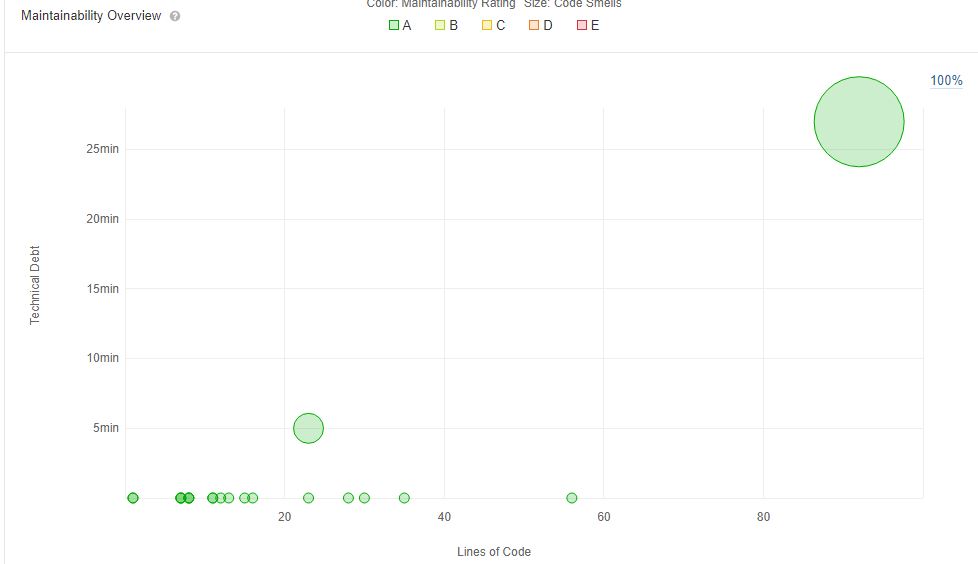 Color: Maintainability Rating Size: Code Smells
Maintainability Overview ?
A B C D E
100%
25min
20min
15min
10min
5min
Technical Debt
20 40 60 80
Lines of Code